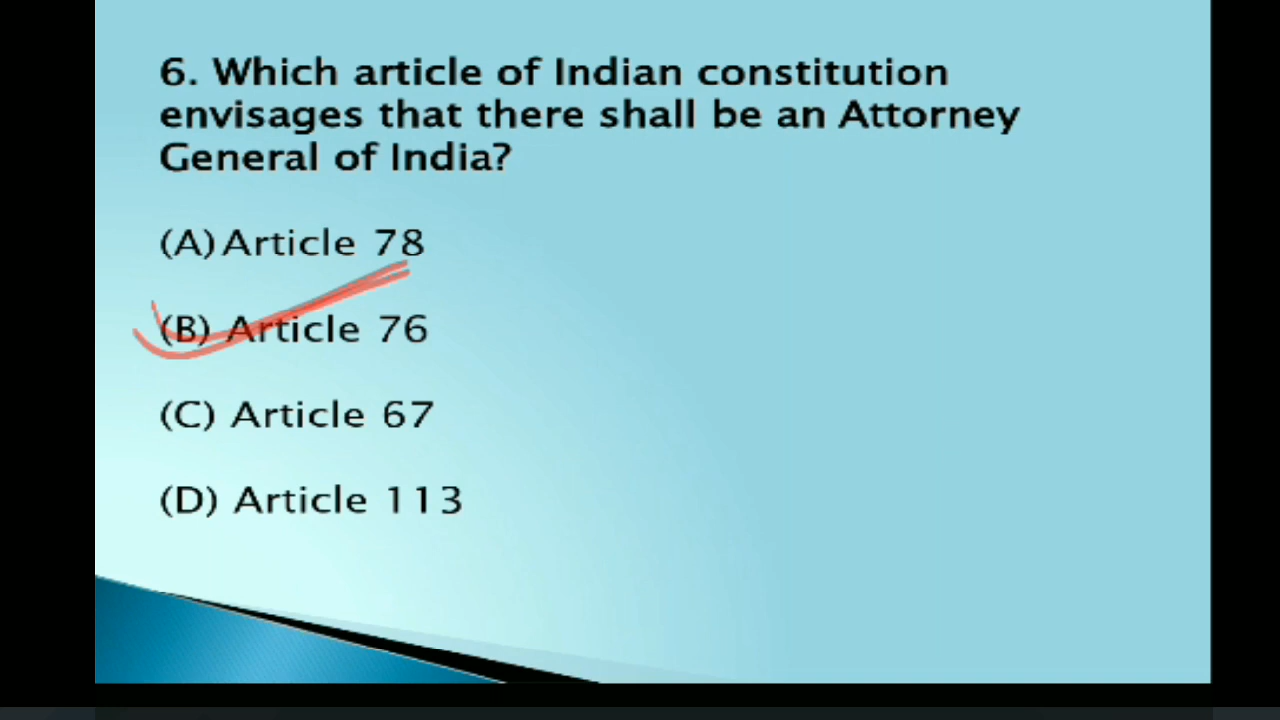 6. Which article of Indian constitution
envisages that there shall be an Attorney
General of India?
(A) Article 78
(B) Article 76
(C) Article 67
(D) Article 113